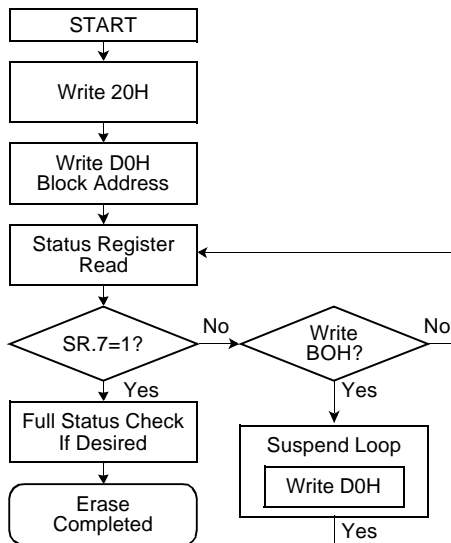 START
Write 20H
Write D0H
Block Address
Status Register
Read
SR.7=1?
No
Write
BOH?
No
Yes
Yes
Full Status Check
If Desired
Suspend Loop
Write D0H
Erase
Completed
Yes